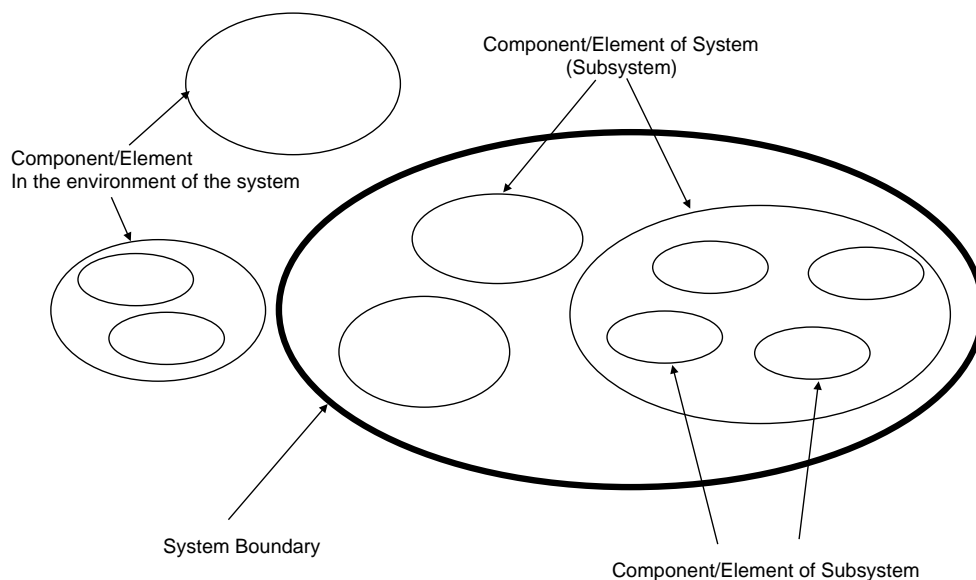 Component/Element of System
(Subsystem)
Component/Element
In the environment of the system
System Boundary
Component/Element of Subsystem